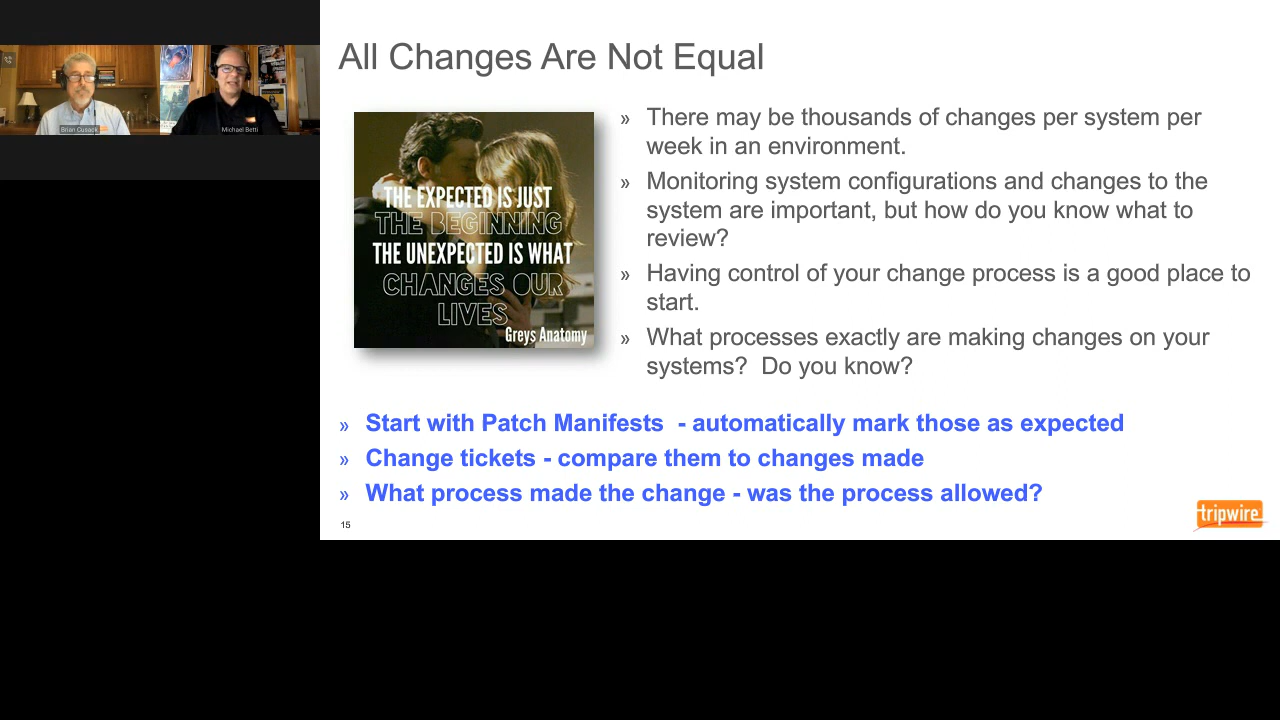 Brian Cusack
Michael Betti
All Changes Are Not Equal
THE EXPECTED IS JUST
THE BEGINNING
THE UNEXPECTED IS WHAT
CHANGES OUR
LIVES
Greys Anatomy
» There may be thousands of changes per system per
week in an environment.
» Monitoring system configurations and changes to the
system are important, but how do you know what to
review?
» Having control of your change process is a good place to
start.
» What processes exactly are making changes on your
systems?  Do you know?
» Start with Patch Manifests  - automatically mark those as expected
» Change tickets - compare them to changes made
» What process made the change - was the process allowed?
15
tripwire